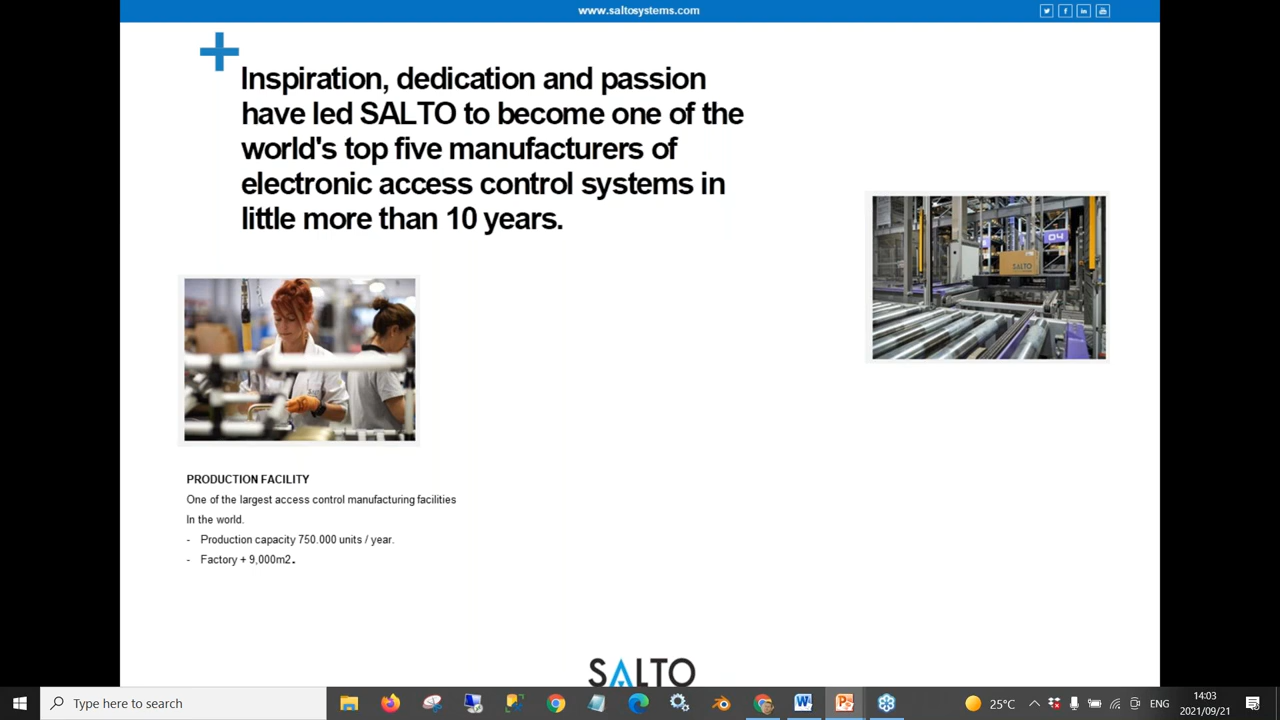 www.saltosystems.com
Inspiration, dedication and passion
have led SALTO to become one of the
world's top five manufacturers of
electronic access control systems in
little more than 10 years.
04
SALTO
PRODUCTION FACILITY
One of the largest access control manufacturing facilities
In the world.
- Production capacity 750.000 units / year.
- Factory + 9,000m2.
SALTO
Type here to search
25°C
ENG
14:03
2021/09/21